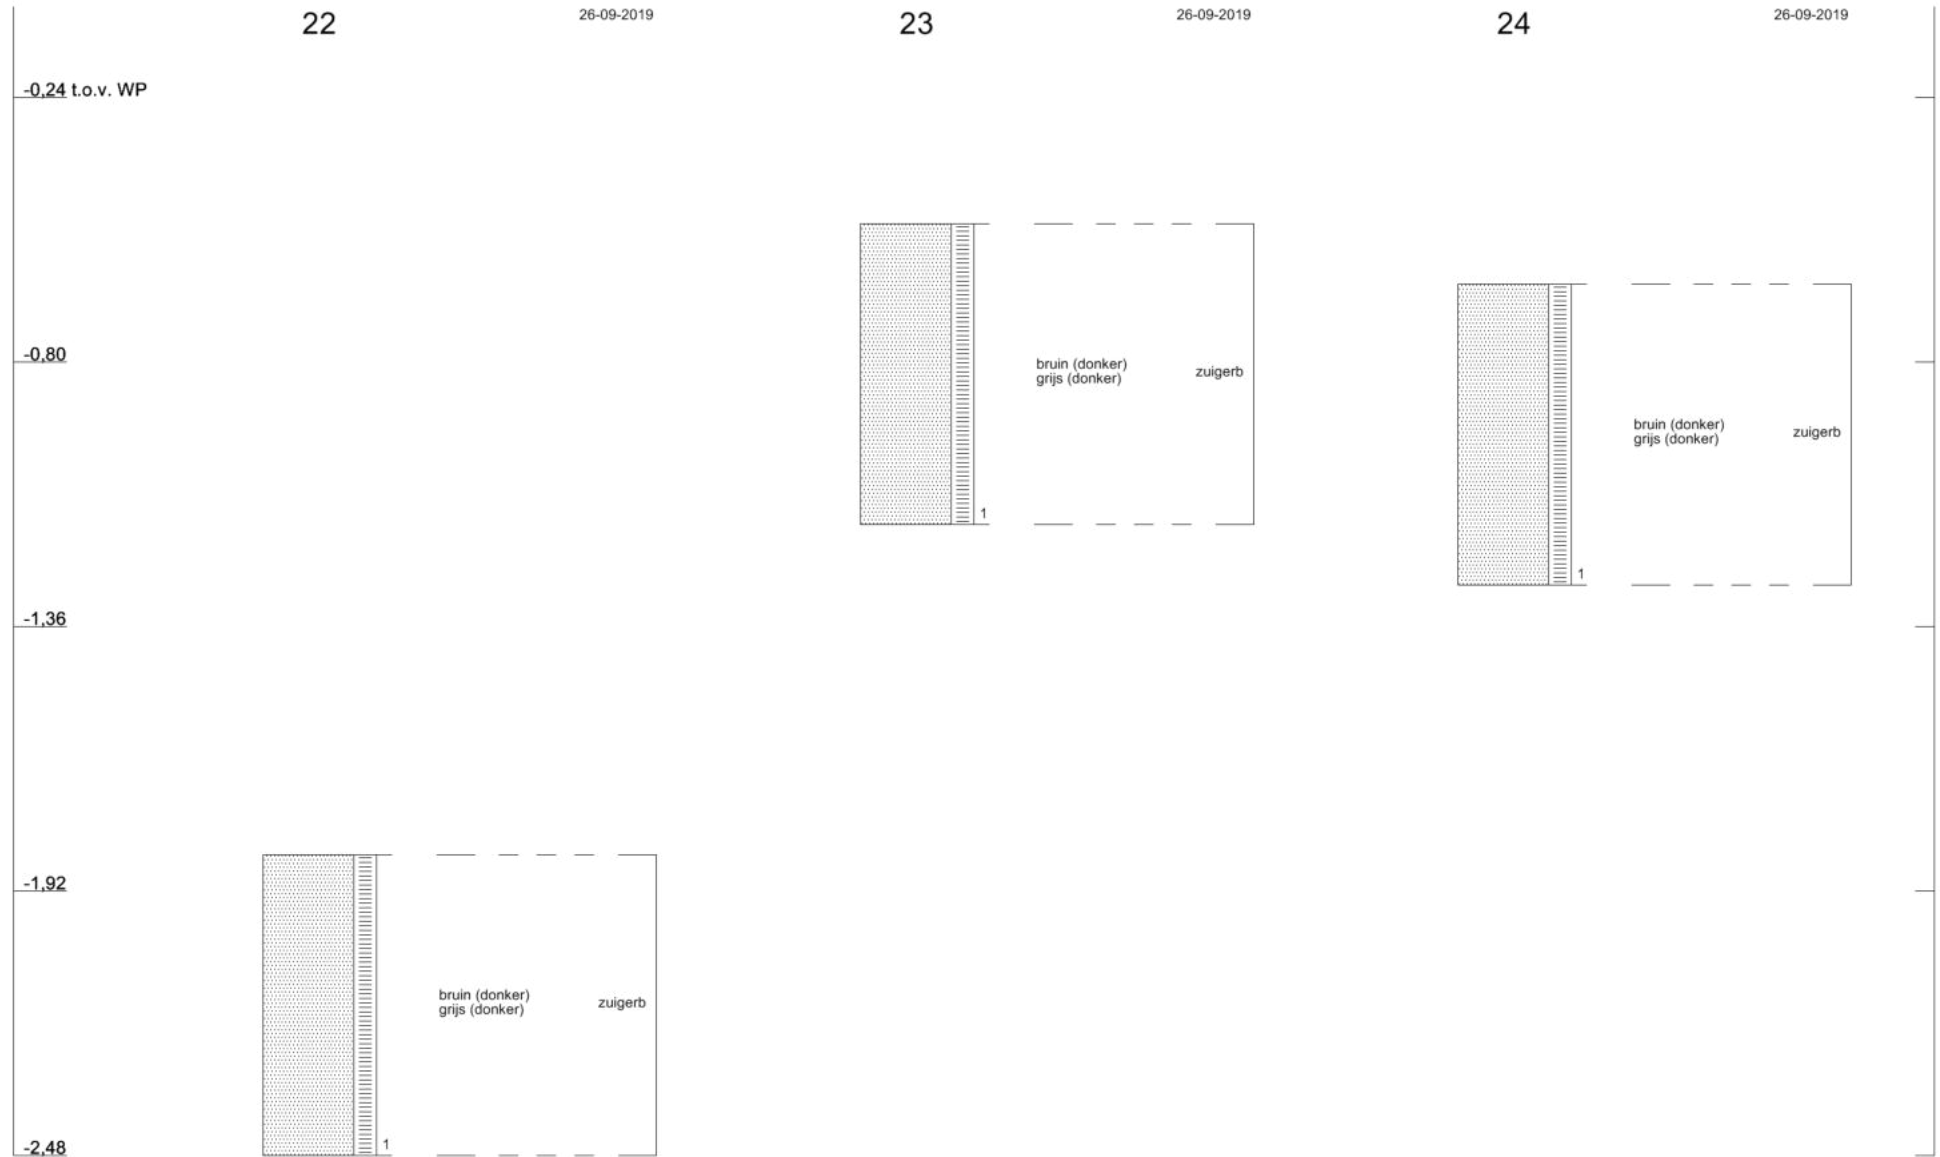 22
26-09-2019
23
26-09-2019
24
26-09-2019
-0,24 t.o.v. WP
-0,80
bruin (donker)
grijs (donker)
zuigerb
1
bruin (donker)
grijs (donker)
zuigerb
1
-1,36
-1,92
bruin (donker)
grijs (donker)
zuigerb
1
-2,48